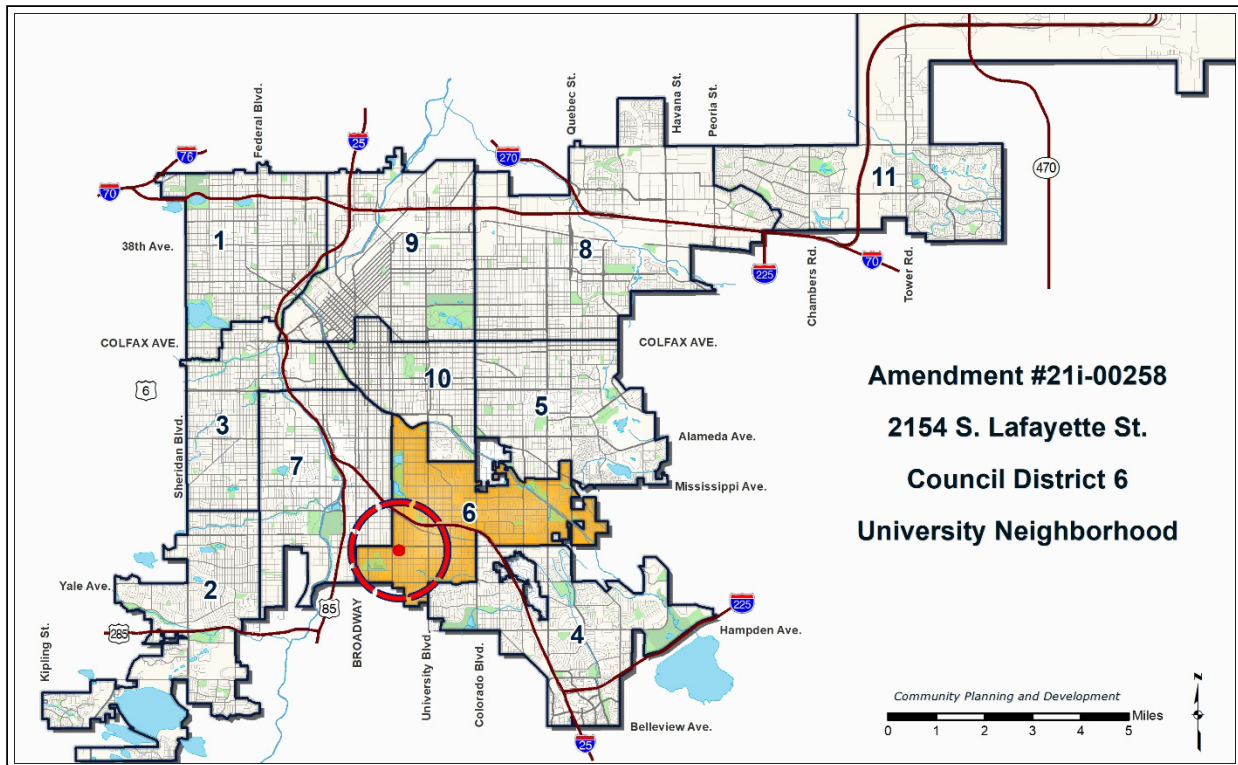 Federal Blvd.
Quebec St.
Havana St.
Peoria St.
76
25
270
70
470
11
38th Ave.
1
9
8
225
70
Chambers Rd.
Tower Rd.
COLFAX AVE.
COLFAX AVE.
6
10
5
3
Sheridan Blvd.
Alameda Ave.
7
Mississippi Ave.
6
Yale Ave.
2
85
BROADWAY
University Blvd.
Colorado Blvd.
4
225
Hampden Ave.
285
Kipling St.
Belleview Ave.
25
Amendment #21i-00258
2154 S. Lafayette St.
Council District 6
University Neighborhood
Community Planning and Development
Miles
0 1 2 3 4 5
N